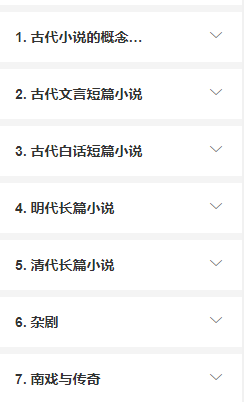 1. 古代小说的概念…
2. 古代文言短篇小说
3. 古代白话短篇小说
4. 明代长篇小说
5. 清代长篇小说
6. 杂剧
7. 南戏与传奇